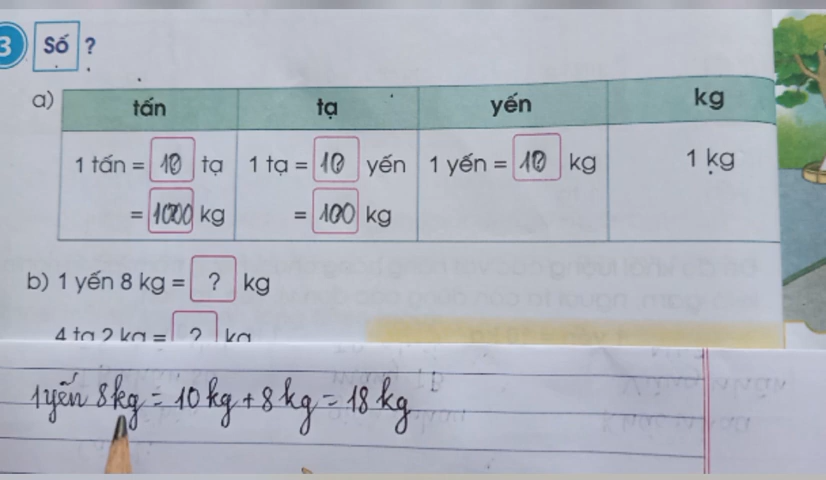 3 Số ?
a) tấn tạ yến kg
1 tấn = 10 tạ 1 tạ = 10 yến 1 yến = 10 kg 1 kg
= 1000 kg = 100 kg
b) 1 yến 8 kg = ? kg
4 tạ 2 kg = ? kg
1 yến 8 kg = 10 kg + 8 kg = 18 kg